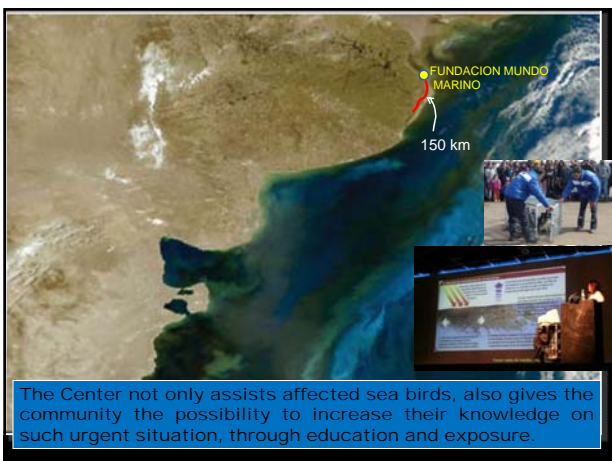 FUNDACION MUNDO
MARINO
150 km
The Center not only assists affected sea birds, also gives the
community the possibility to increase their knowledge on
such urgent situation, through education and exposure.